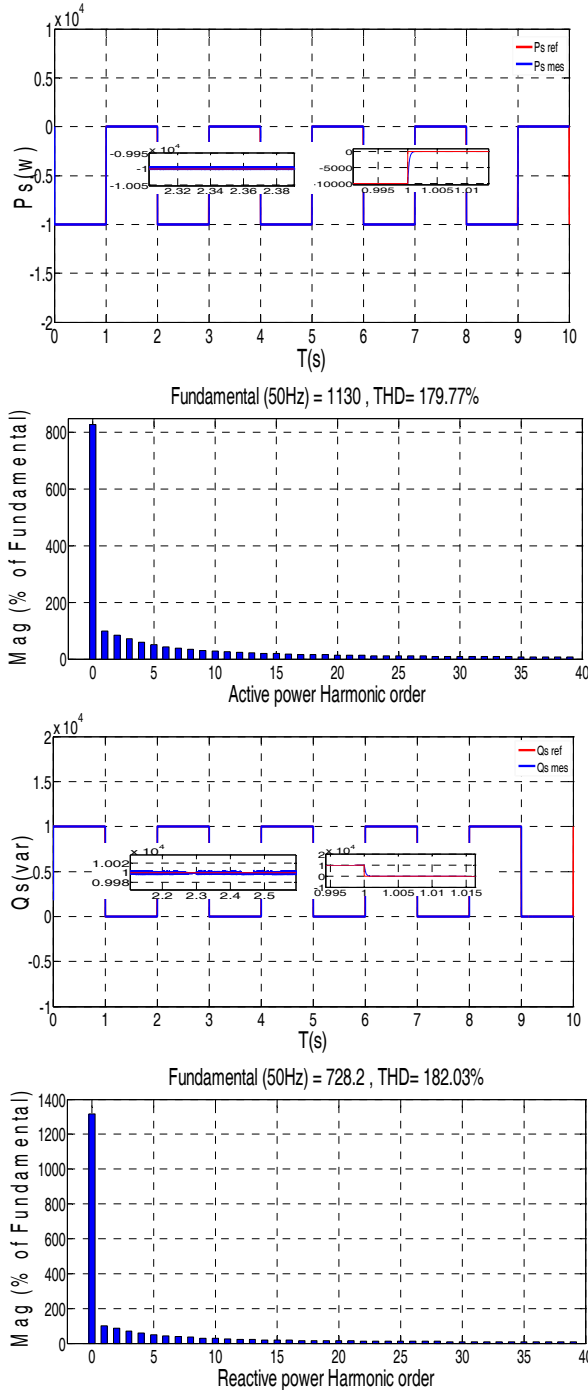 x 10^4
1
0.5
0
-0.5
-1
-1.5
-2
Ps(w)
Ps ref
Ps mes
x 10^4
-0.995
-1
-1.005
2.32 2.34 2.36 2.38
0
-5000
-10000
0.995 1 1.005 1.01
0 1 2 3 4 5 6 7 8 9 10
T(s)
Fundamental (50Hz) = 1130 , THD= 179.77%
800
600
400
200
0
Mag (% of Fundamental)
0 5 10 15 20 25 30 35 40
Active power Harmonic order
x 10^4
2
1.5
1
0.5
0
-0.5
-1
Qs(var)
Qs ref
Qs mes
x 10^4
1.002
1
0.998
2.2 2.3 2.4 2.5
x 10^4
2
1
0
-1
0.995 1.005 1.01 1.015
0 1 2 3 4 5 6 7 8 9 10
T(s)
Fundamental (50Hz) = 728.2 , THD= 182.03%
1400
1200
1000
800
600
400
200
0
Mag (% of Fundamental)
0 5 10 15 20 25 30 35 40
Reactive power Harmonic order